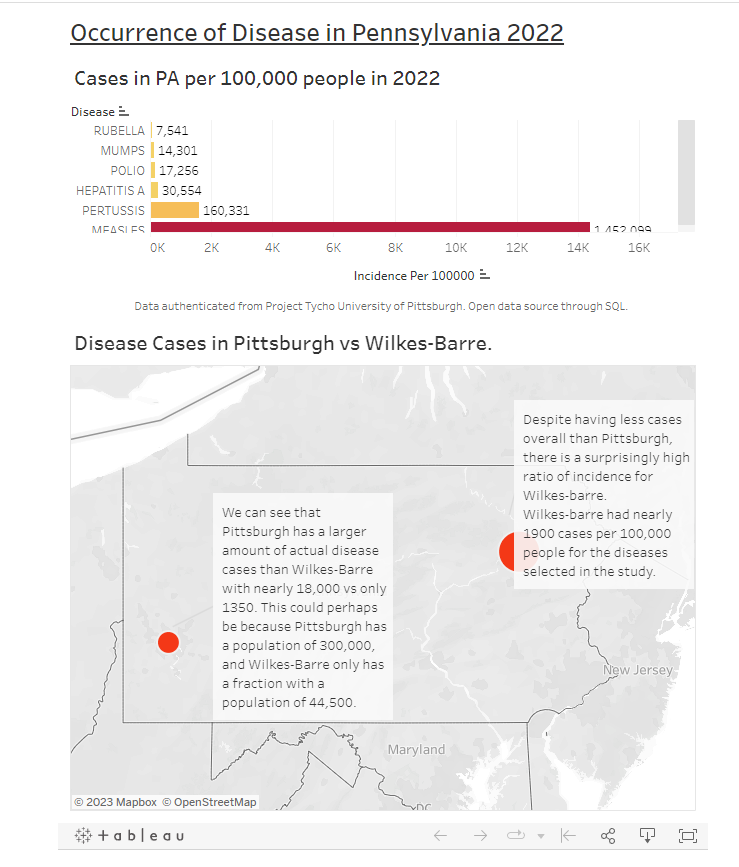 Occurrence of Disease in Pennsylvania 2022
Cases in PA per 100,000 people in 2022
Disease
RUBELLA 7,541
MUMPS 14,301
POLIO 17,256
HEPATITIS A 30,554
PERTUSSIS 160,331
MEASLES 1,452,099
0K 2K 4K 6K 8K 10K 12K 14K 16K
Incidence Per 100000
Data authenticated from Project Tycho University of Pittsburgh. Open data source through SQL.
Disease Cases in Pittsburgh vs Wilkes-Barre.
Despite having less cases
overall than Pittsburgh,
there is a surprisingly high
ratio of incidence for
Wilkes-barre.
Wilkes-barre had nearly
1900 cases per 100,000
people for the diseases
selected in the study.
We can see that
Pittsburgh has a larger
amount of actual disease
cases than Wilkes-Barre
with nearly 18,000 vs only
1350. This could perhaps
be because Pittsburgh has
a population of 300,000,
and Wilkes-Barre only has
a fraction with a
population of 44,500.
New Jersey
Maryland
DC
© 2023 Mapbox © OpenStreetMap
+ableau